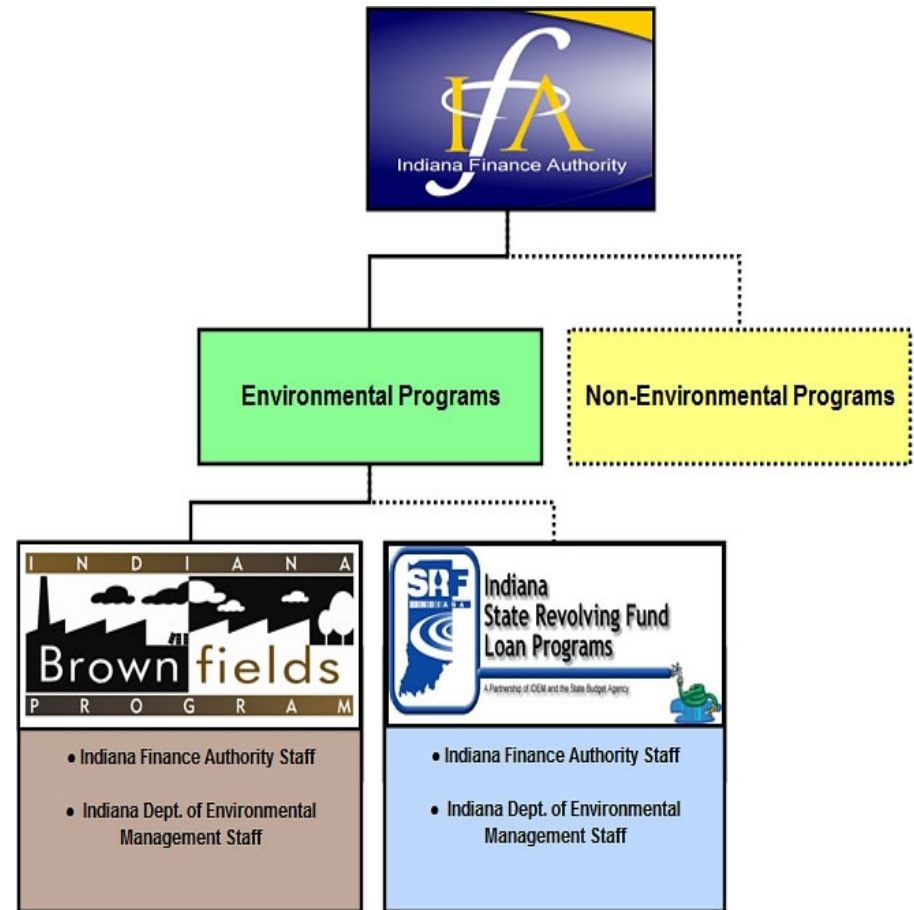 IfA
Indiana Finance Authority
Environmental Programs
Non-Environmental Programs
INDIANA
Brownfields
PROGRAM
• Indiana Finance Authority Staff
• Indiana Dept. of Environmental
Management Staff
SRF
INDIANA
Indiana
State Revolving Fund
Loan Programs
A Partnership of IDEM and the State Budget Agency
• Indiana Finance Authority Staff
• Indiana Dept. of Environmental
Management Staff